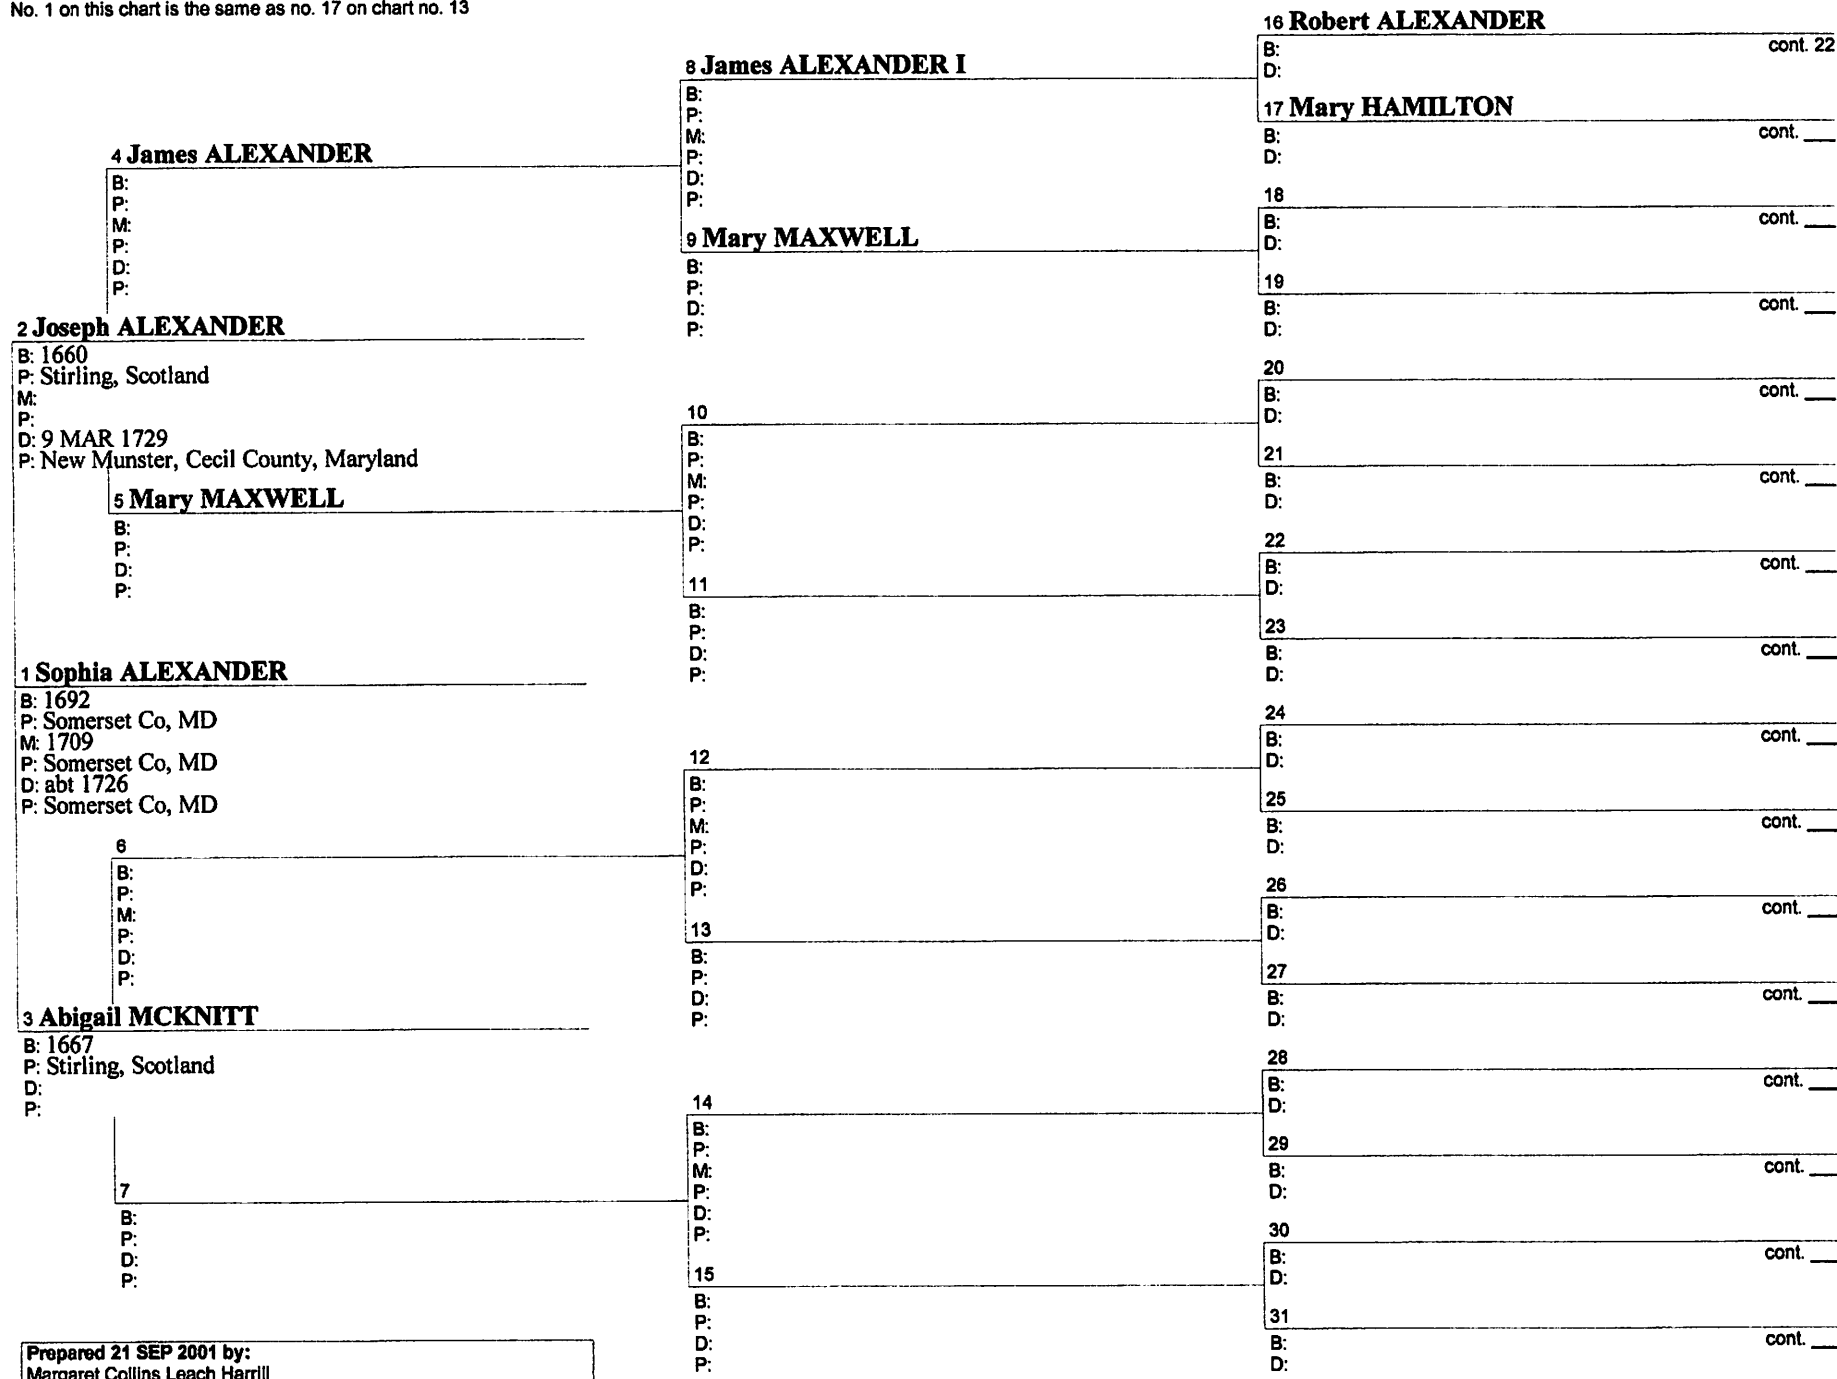 No. 1 on this chart is the same as no. 17 on chart no. 13
16 Robert ALEXANDER
B: cont. 22
D:
8 James ALEXANDER I
B:
P:
M:
P:
D:
P:
17 Mary HAMILTON
B: cont. ___
D:
4 James ALEXANDER
B:
P:
M:
P:
D:
P:
18
B: cont. ___
D:
9 Mary MAXWELL
B:
P:
D:
P:
19
B: cont. ___
D:
2 Joseph ALEXANDER
B: 1660
P: Stirling, Scotland
M:
P:
D: 9 MAR 1729
P: New Munster, Cecil County, Maryland
20
B: cont. ___
D:
10
B:
P:
M:
P:
D:
P:
21
B: cont. ___
D:
5 Mary MAXWELL
B:
P:
D:
P:
22
B: cont. ___
D:
11
B:
P:
D:
P:
23
B: cont. ___
D:
1 Sophia ALEXANDER
B: 1692
P: Somerset Co, MD
M: 1709
P: Somerset Co, MD
D: abt 1726
P: Somerset Co, MD
24
B: cont. ___
D:
12
B:
P:
M:
P:
D:
P:
25
B: cont. ___
D:
6
B:
P:
M:
P:
D:
P:
26
B: cont. ___
D:
13
B:
P:
D:
P:
27
B: cont. ___
D:
3 Abigail MCKNITT
B: 1667
P: Stirling, Scotland
D:
P:
28
B: cont. ___
D:
14
B:
P:
M:
P:
D:
P:
29
B: cont. ___
D:
7
B:
P:
D:
P:
30
B: cont. ___
D:
15
B:
P:
D:
P:
31
B: cont. ___
D:
Prepared 21 SEP 2001 by:
Margaret Collins Leach Harrill